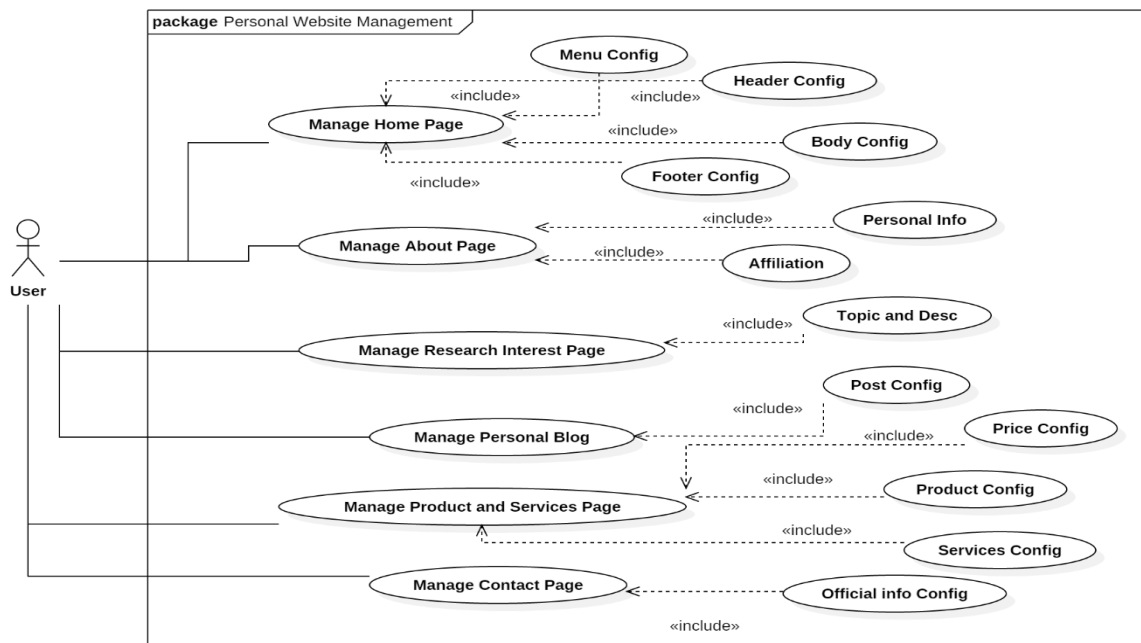 package Personal Website Management
Menu Config
Header Config
«include»
«include»
Manage Home Page
«include»
Body Config
Footer Config
«include»
Personal Info
«include»
Manage About Page
«include»
Affiliation
User
Topic and Desc
«include»
Manage Research Interest Page
Post Config
«include»
Price Config
«include»
Manage Personal Blog
«include»
Product Config
Manage Product and Services Page
«include»
Services Config
Manage Contact Page
Official info Config
«include»